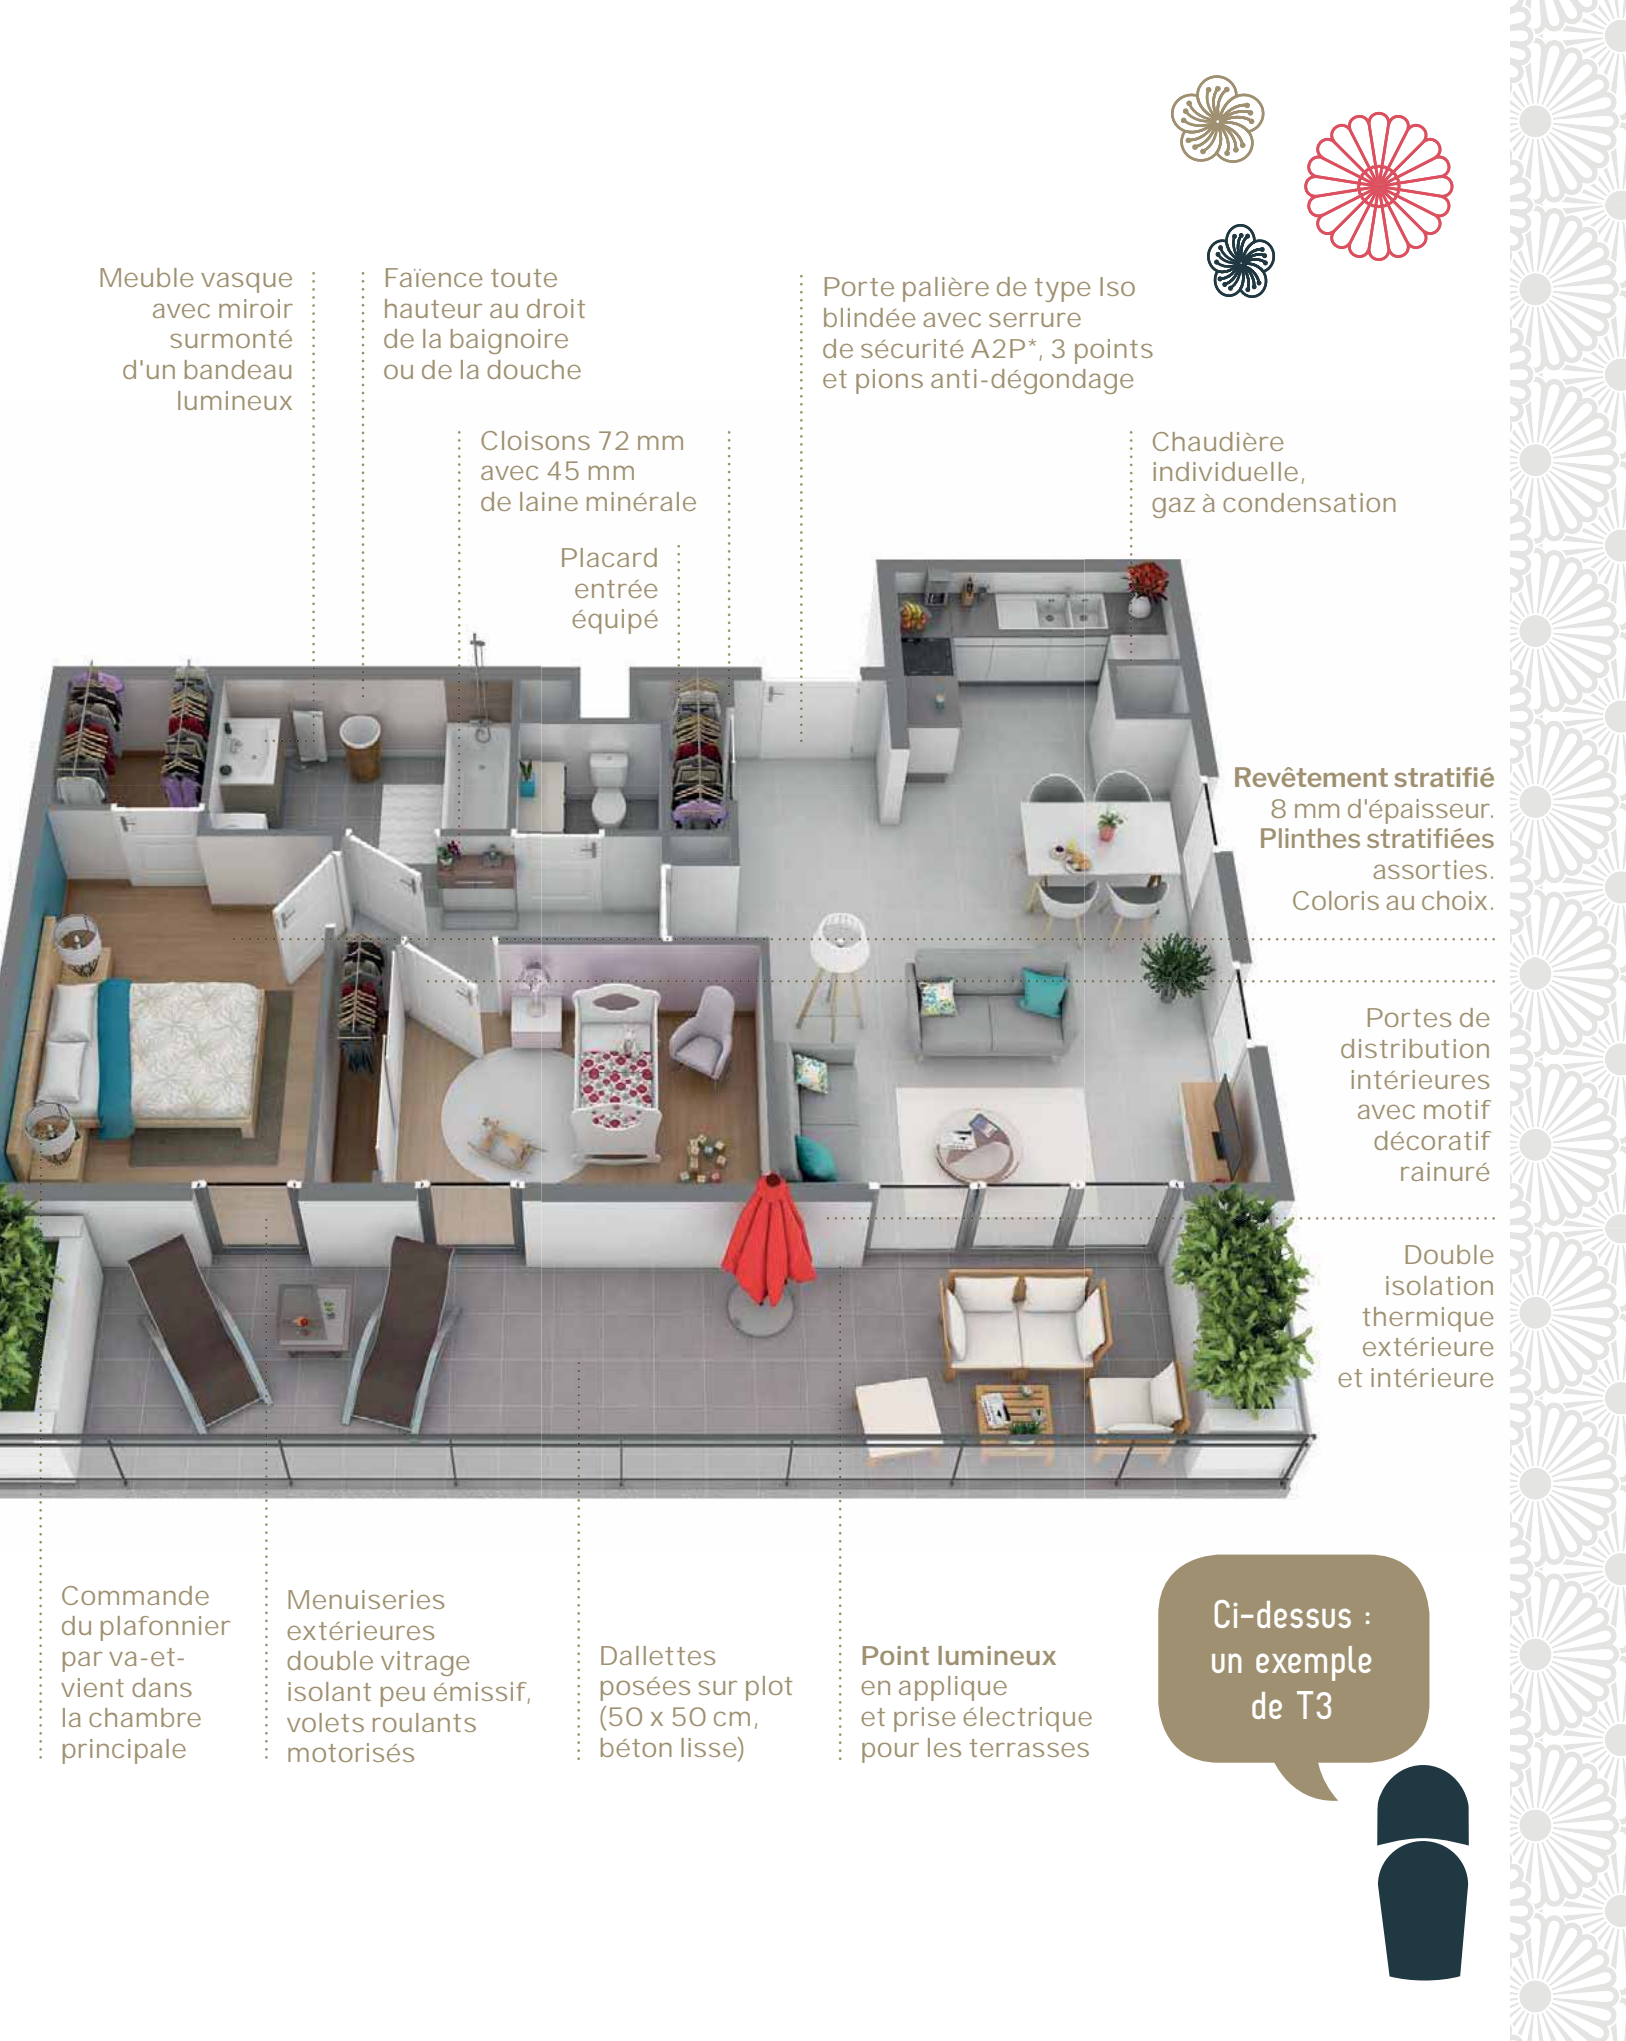 Meuble vasque
avec miroir
surmonté
d'un bandeau
lumineux
Faïence toute
hauteur au droit
de la baignoire
ou de la douche
Porte palière de type Iso
blindée avec serrure
de sécurité A2P*, 3 points
et pions anti-dégondage
Cloisons 72 mm
avec 45 mm
de laine minérale
Chaudière
individuelle,
gaz à condensation
Placard
entrée
équipé
Revêtement stratifié
8 mm d'épaisseur.
Plinthes stratifiées
assorties.
Coloris au choix.
Portes de
distribution
intérieures
avec motif
décoratif
rainuré
Double
isolation
thermique
extérieure
et intérieure
Commande
du plafonnier
par va-et-
vient dans
la chambre
principale
Menuiseries
extérieures
double vitrage
isolant peu émissif,
volets roulants
motorisés
Dallettes
posées sur plot
(50 x 50 cm,
béton lisse)
Point lumineux
en applique
et prise électrique
pour les terrasses
Ci-dessus :
un exemple
de T3